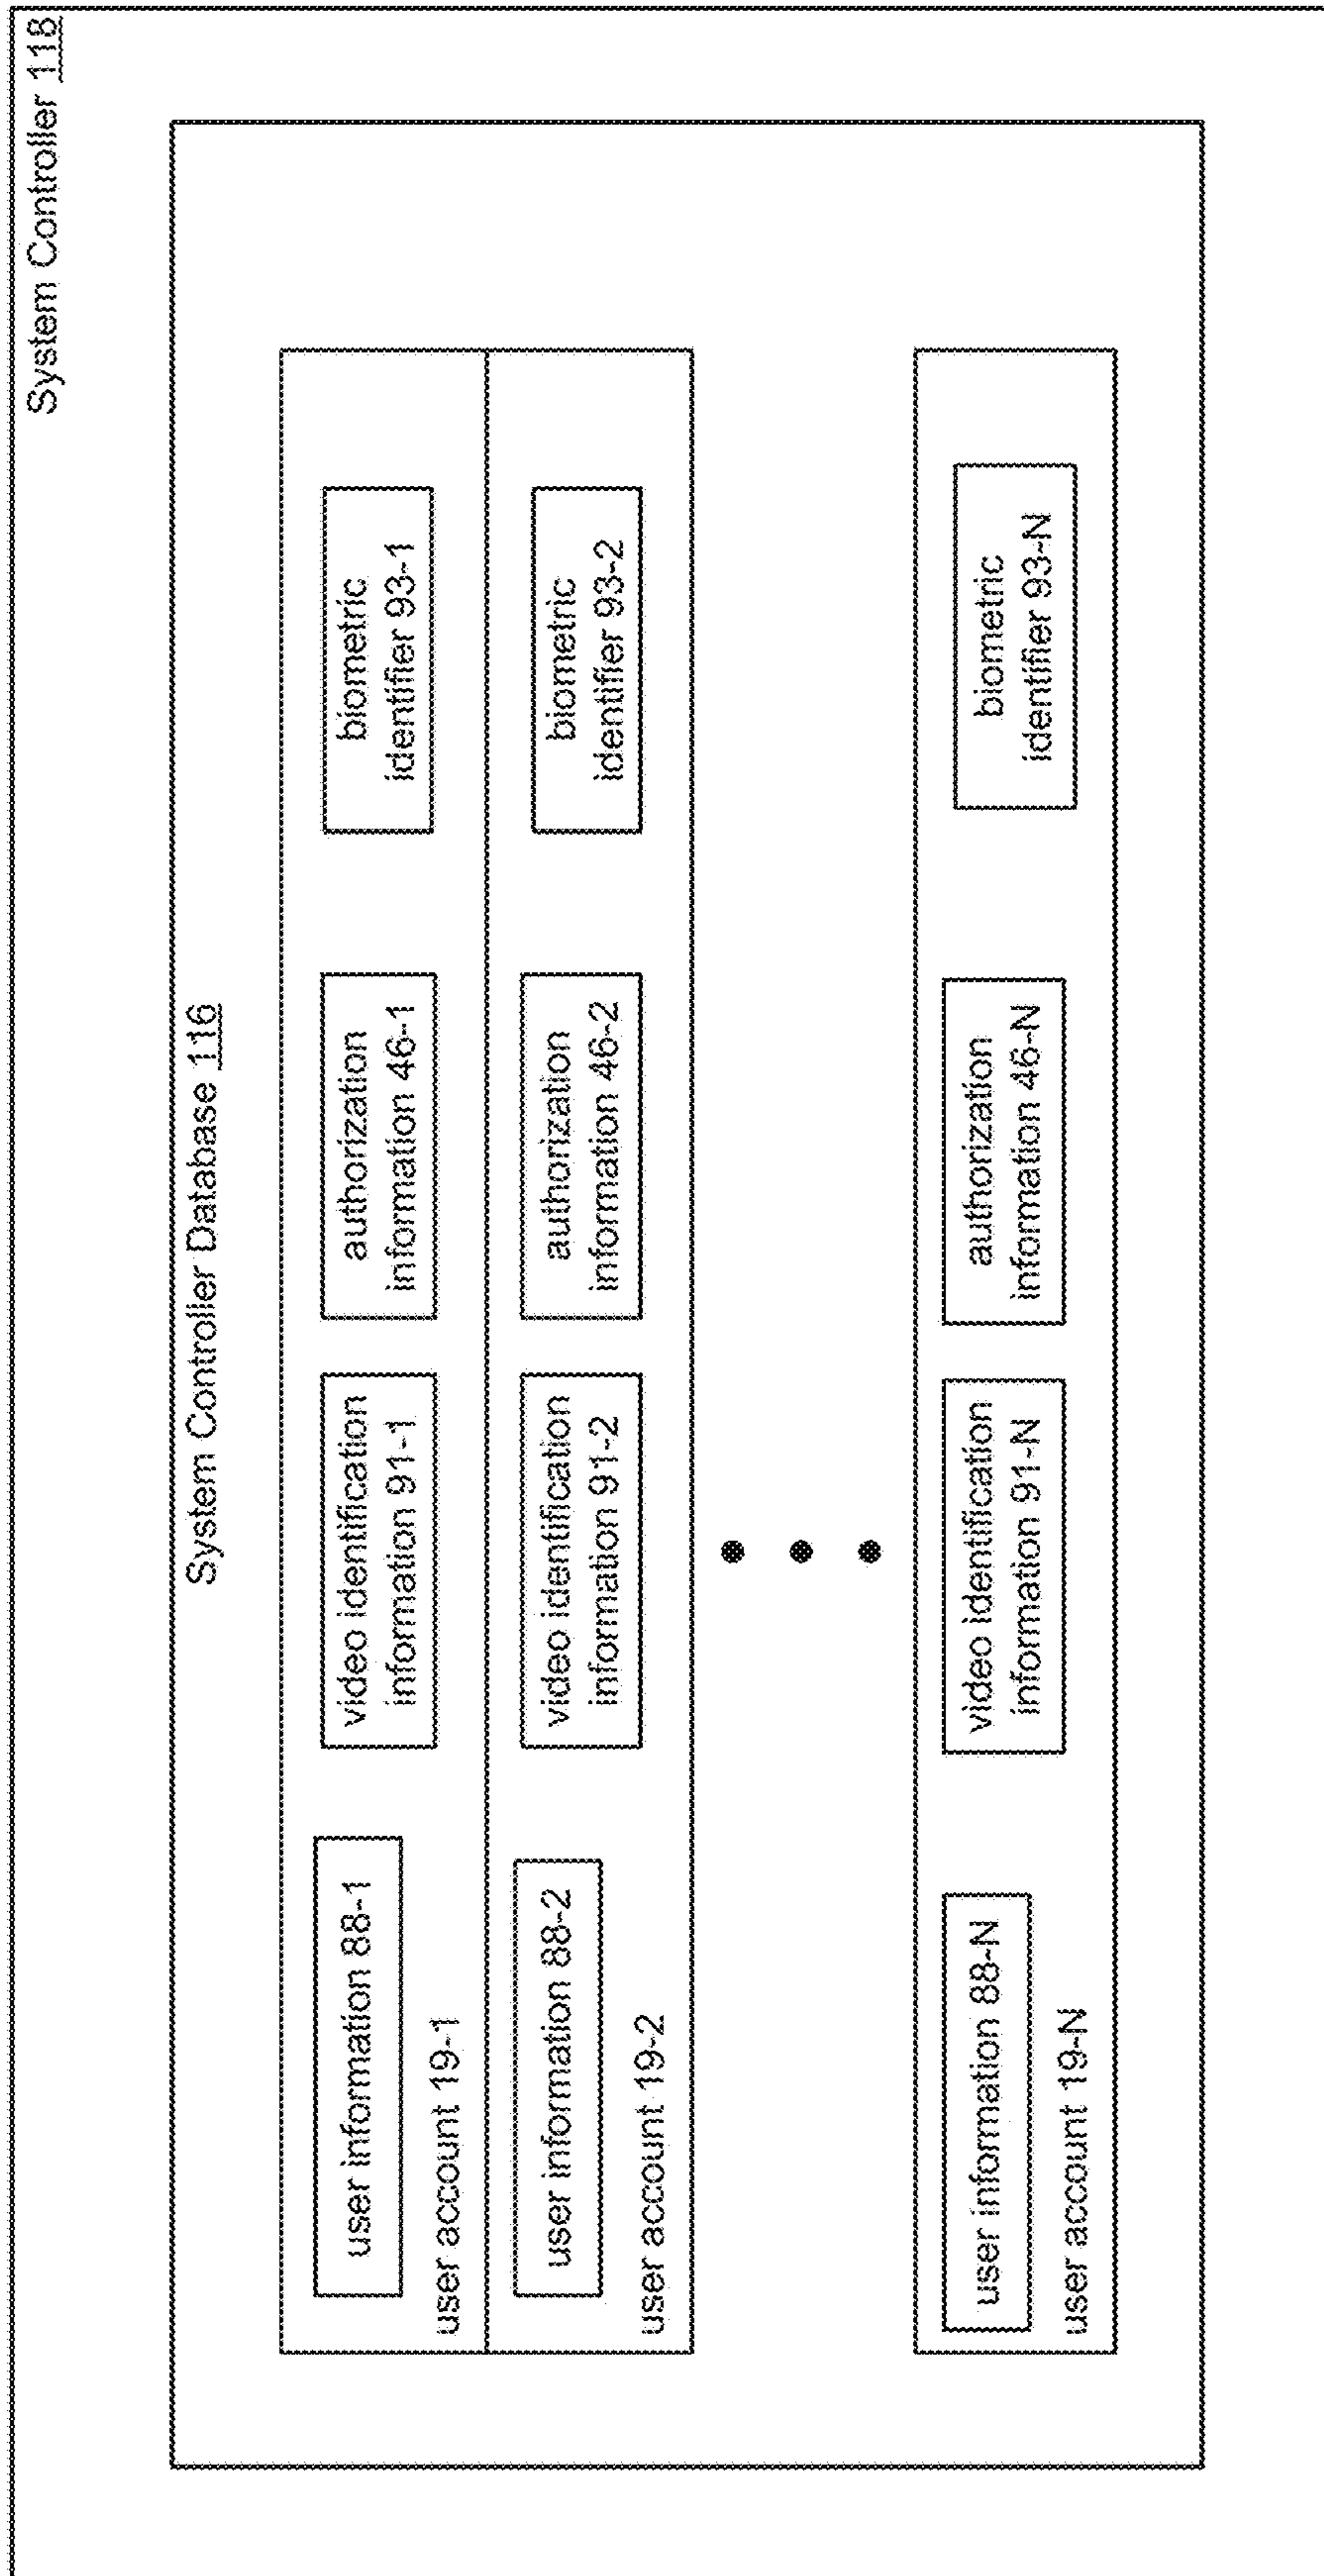 System Controller 118
System Controller Database 116
user information 88-1
video identification
information 91-1
authorization
information 46-1
biometric
identifier 93-1
user account 19-1
user information 88-2
video identification
information 91-2
authorization
information 46-2
biometric
identifier 93-2
user account 19-2
user information 88-N
video identification
information 91-N
authorization
information 46-N
biometric
identifier 93-N
user account 19-N